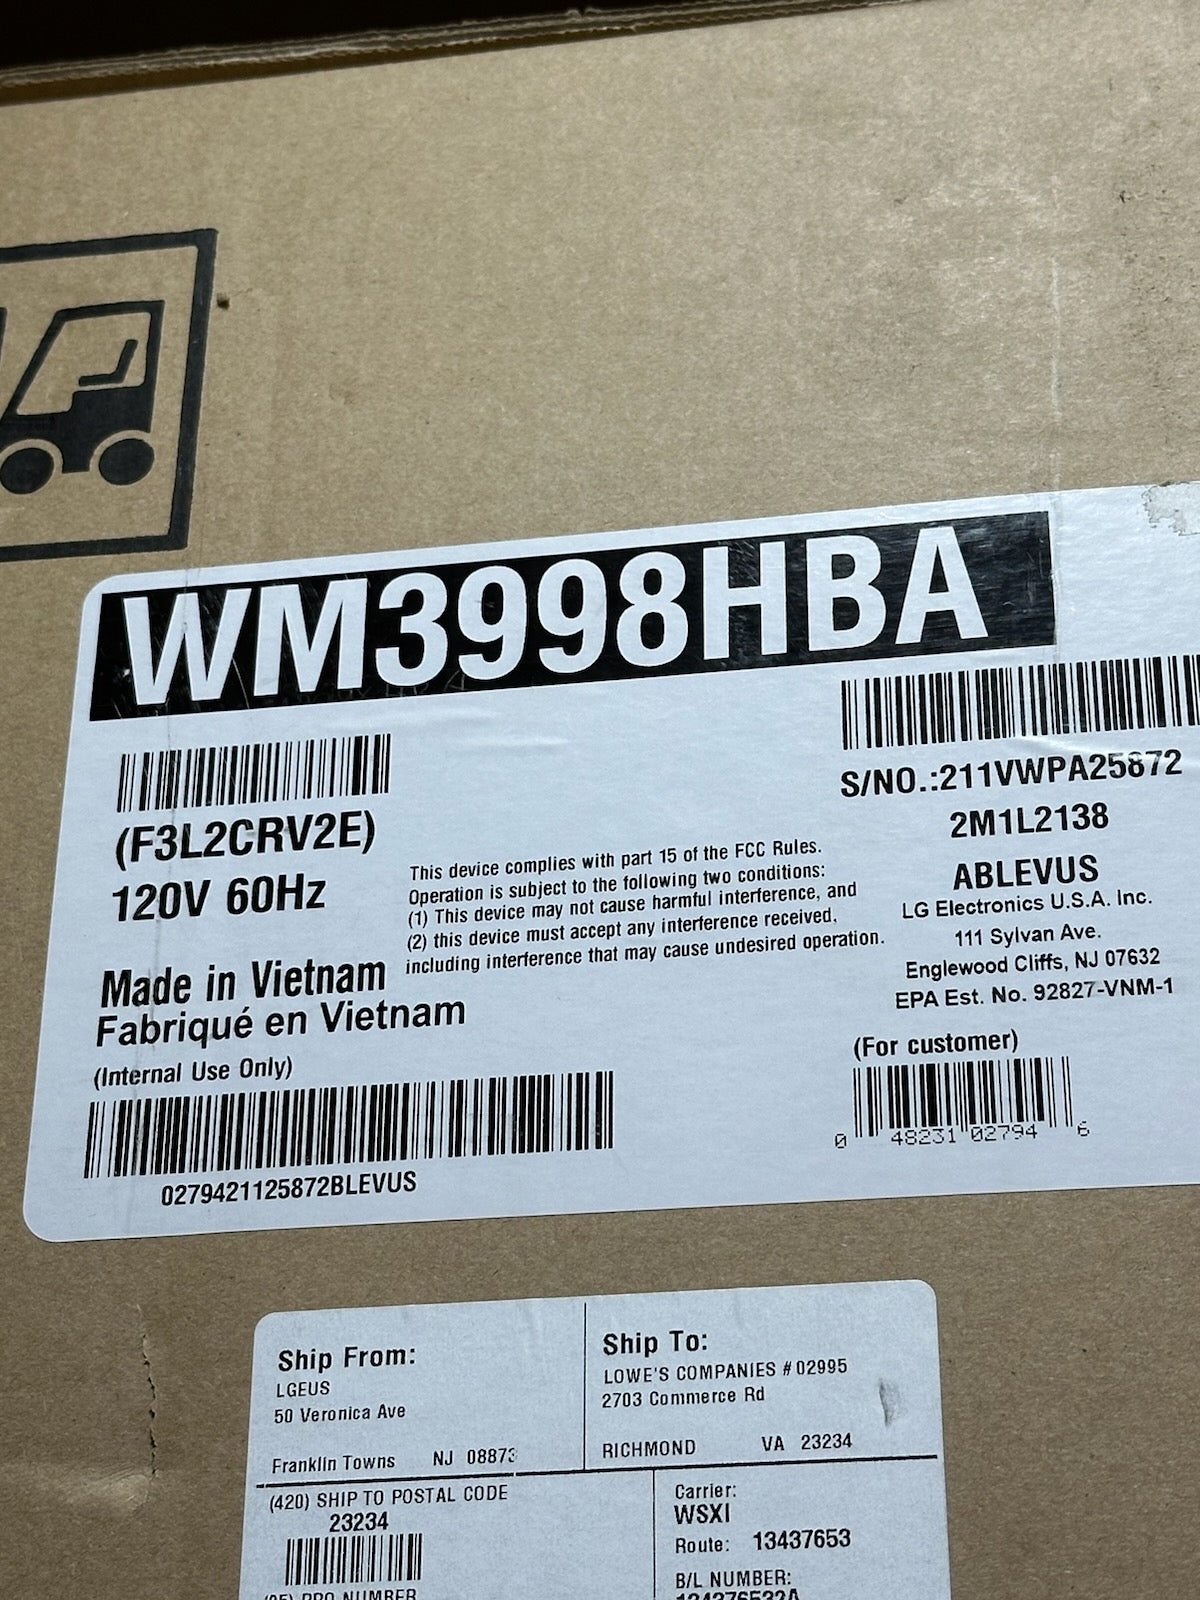 WM3998HBA
(F3L2CRV2E)
120V 60Hz
Made in Vietnam
Fabriqué en Vietnam
This device complies with part 15 of the FCC Rules.
Operation is subject to the following two conditions:
(1) This device may not cause harmful interference, and
(2) this device must accept any interference received,
including interference that may cause undesired operation.
S/NO.:211VWPA25872
2M1L2138
ABLEVUS
LG Electronics U.S.A. Inc.
111 Sylvan Ave.
Englewood Cliffs, NJ 07632
EPA Est. No. 92827-VNM-1
(Internal Use Only)
0279421125872BLEVUS
(For customer)
0 48231 02794 6
Ship From:
LGEUS
50 Veronica Ave
Franklin Towns NJ 08873
Ship To:
LOWE'S COMPANIES #02995
2703 Commerce Rd
RICHMOND VA 23234
(420) SHIP TO POSTAL CODE
23234
Carrier:
WSXI
Route: 13437653
B/L NUMBER:
PRO NUMBER